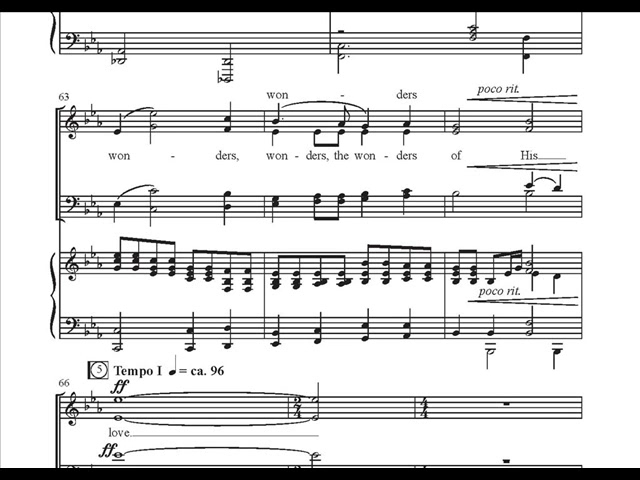 63
won - ders
poco rit.
won - ders, won - ders, the won - ders of His
poco rit.
5 Tempo I ♩ = ca. 96
66
ff
2/4 4/4
love
ff